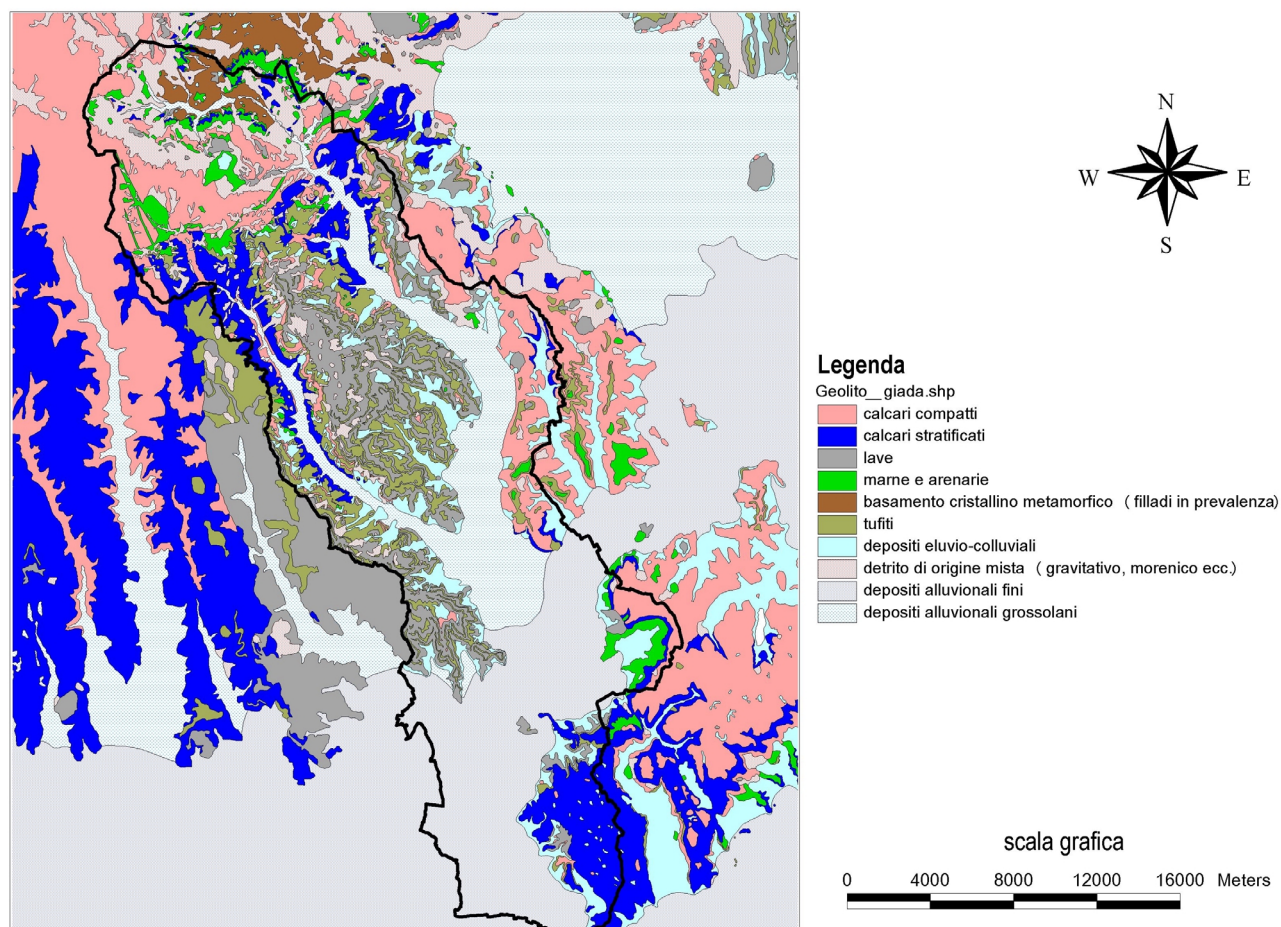 N
W E
S
Legenda
Geolito__giada.shp
calcari compatti
calcari stratificati
lave
marne e arenarie
basamento cristallino metamorfico ( filladi in prevalenza)
tufiti
depositi eluvio-colluviali
detrito di origine mista ( gravitativo, morenico ecc.)
depositi alluvionali fini
depositi alluvionali grossolani
scala grafica
0 4000 8000 12000 16000 Meters